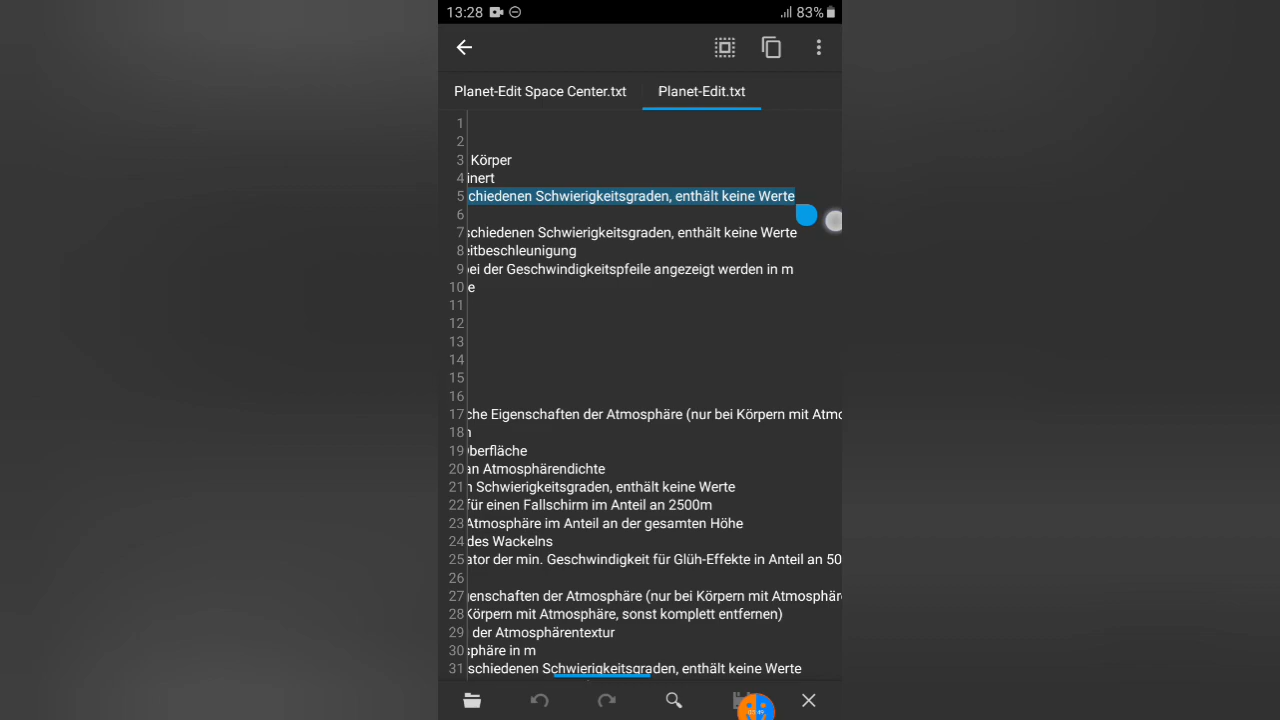 13:28 83%
Planet-Edit Space Center.txt Planet-Edit.txt
1
2
3 Körper
4 inert
5 chiedenen Schwierigkeitsgraden, enthält keine Werte
6
7 schiedenen Schwierigkeitsgraden, enthält keine Werte
8 eitbeschleunigung
9 ei der Geschwindigkeitspfeile angezeigt werden in m
10 e
11
12
13
14
15
16
17 che Eigenschaften der Atmosphäre (nur bei Körpern mit Atmo
18 n
19 berfläche
20 an Atmosphärendichte
21 n Schwierigkeitsgraden, enthält keine Werte
22 für einen Fallschirm im Anteil an 2500m
23 Atmosphäre im Anteil an der gesamten Höhe
24 des Wackelns
25 ator der min. Geschwindigkeit für Glüh-Effekte in Anteil an 50
26
27 enschaften der Atmosphäre (nur bei Körpern mit Atmosphär
28 Körpern mit Atmosphäre, sonst komplett entfernen)
29 der Atmosphärentextur
30 sphäre in m
31 schiedenen Schwierigkeitsgraden, enthält keine Werte